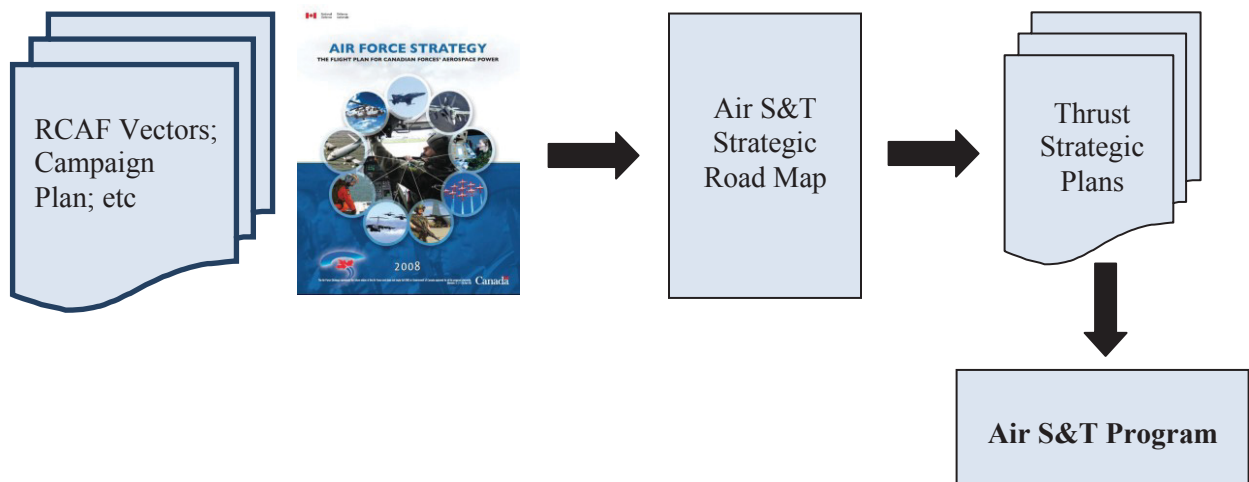 RCAF Vectors;
Campaign
Plan; etc
AIR FORCE STRATEGY
THE FLIGHT PLAN FOR CANADIAN FORCES' AEROSPACE POWER
2008
Canada
Air S&T
Strategic
Road Map
Thrust
Strategic
Plans
Air S&T Program